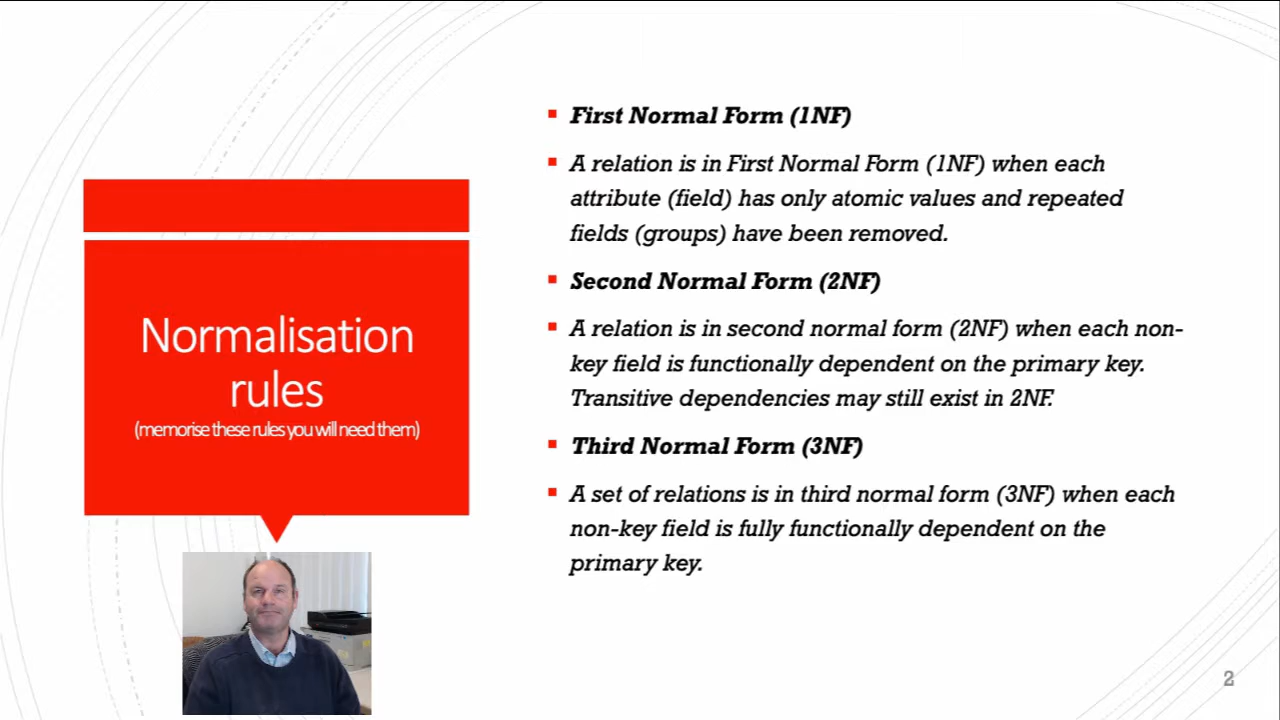 Normalisation
rules
(memorise these rules you will need them)
First Normal Form (1NF)
A relation is in First Normal Form (1NF) when each
attribute (field) has only atomic values and repeated
fields (groups) have been removed.
Second Normal Form (2NF)
A relation is in second normal form (2NF) when each non-
key field is functionally dependent on the primary key.
Transitive dependencies may still exist in 2NF.
Third Normal Form (3NF)
A set of relations is in third normal form (3NF) when each
non-key field is fully functionally dependent on the
primary key.
2